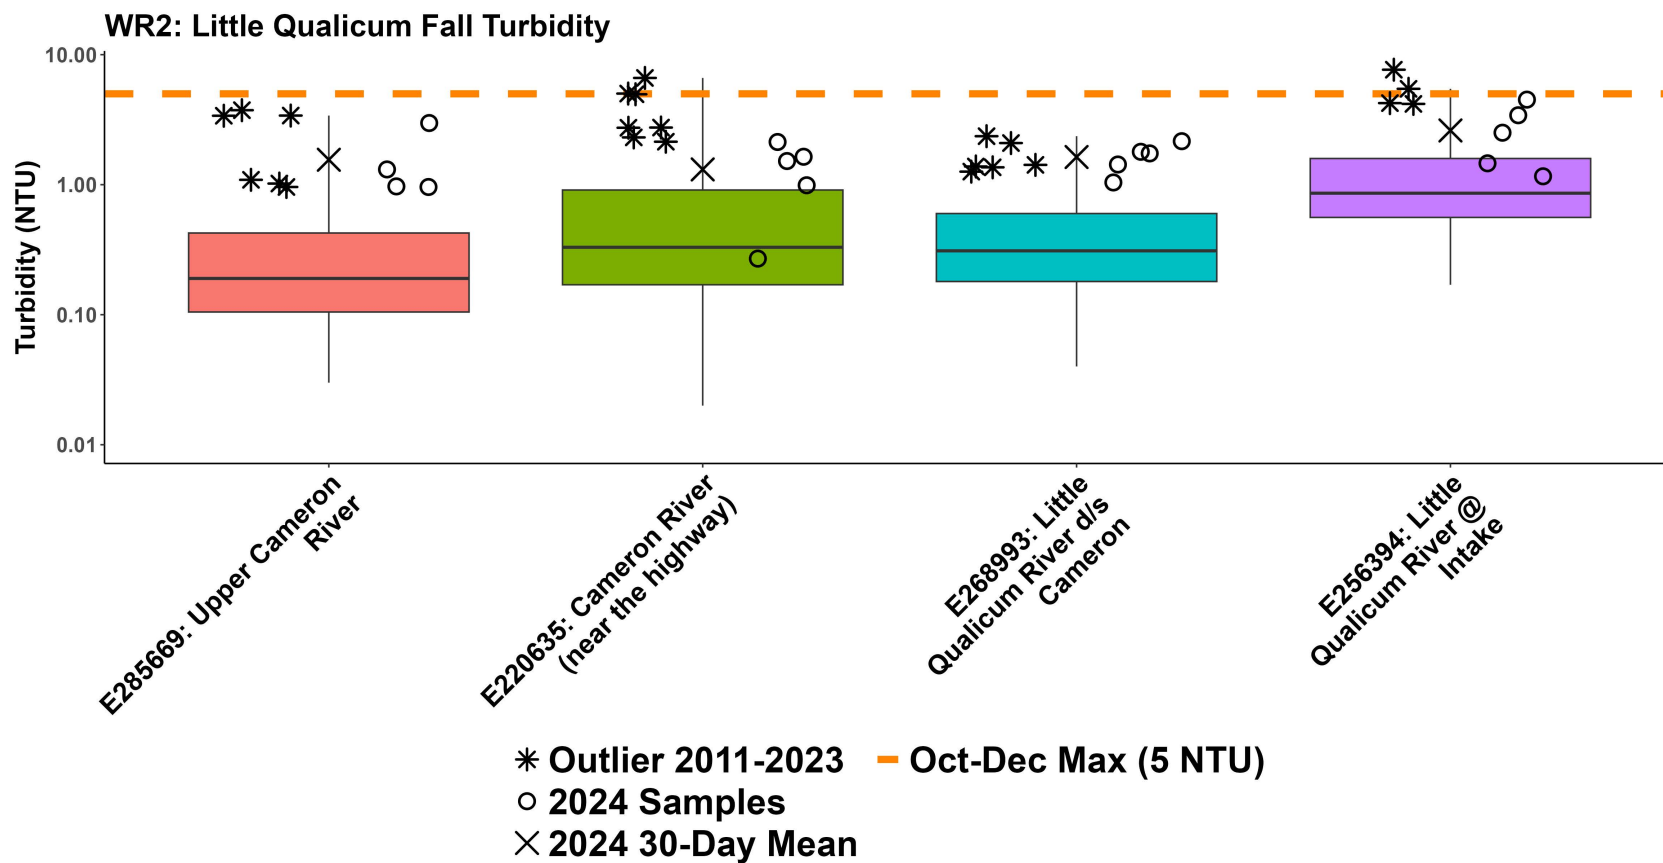 WR2: Little Qualicum Fall Turbidity
Turbidity (NTU)
10.00
1.00
0.10
0.01
E285669: Upper Cameron
River
E220635: Cameron River
(near the highway)
E268993: Little
Qualicum River d/s
Cameron
E256394: Little
Qualicum River @
Intake
Outlier 2011-2023
Oct-Dec Max (5 NTU)
2024 Samples
2024 30-Day Mean